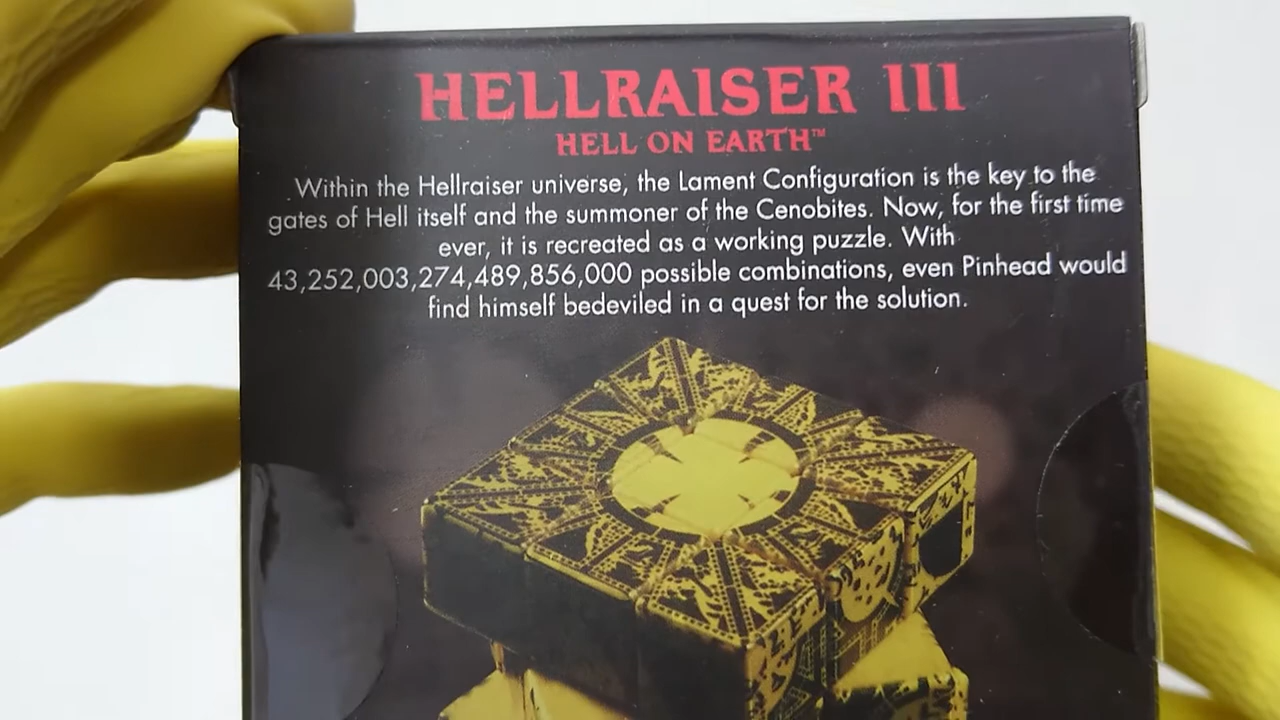 HELLRAISER III
HELL ON EARTH™
Within the Hellraiser universe, the Lament Configuration is the key to the
gates of Hell itself and the summoner of the Cenobites. Now, for the first time
ever, it is recreated as a working puzzle. With
43,252,003,274,489,856,000 possible combinations, even Pinhead would
find himself bedeviled in a quest for the solution.